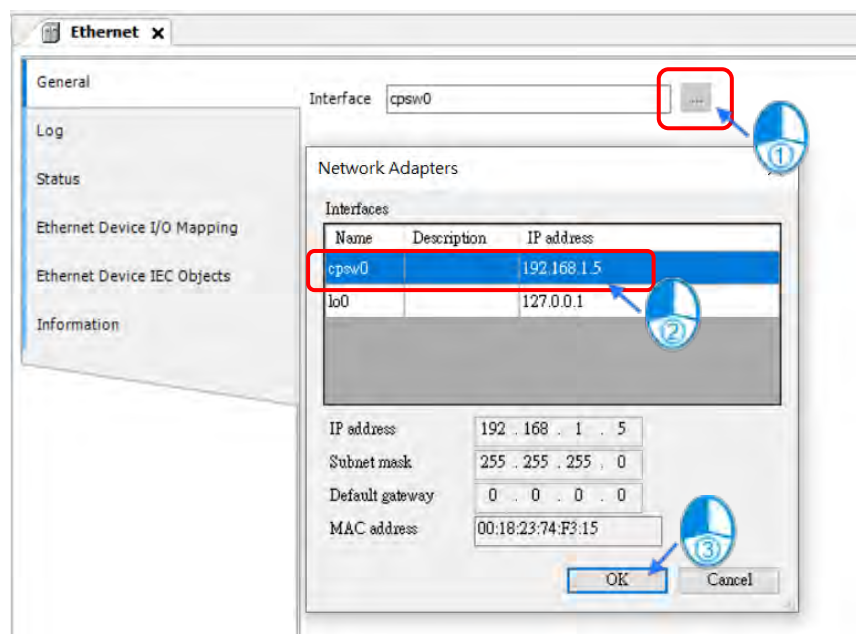 Ethernet x
General
Interface cpsw0 ...
Log
Status
Ethernet Device I/O Mapping
Ethernet Device IEC Objects
Information
①
Network Adapters
Interfaces
Name Description IP address
cpsw0 192.168.1.5
lo0 127.0.0.1
②
IP address 192 . 168 . 1 . 5
Subnet mask 255 . 255 . 255 . 0
Default gateway 0 . 0 . 0 . 0
MAC address 00:18:23:74:F3:15
③
OK Cancel